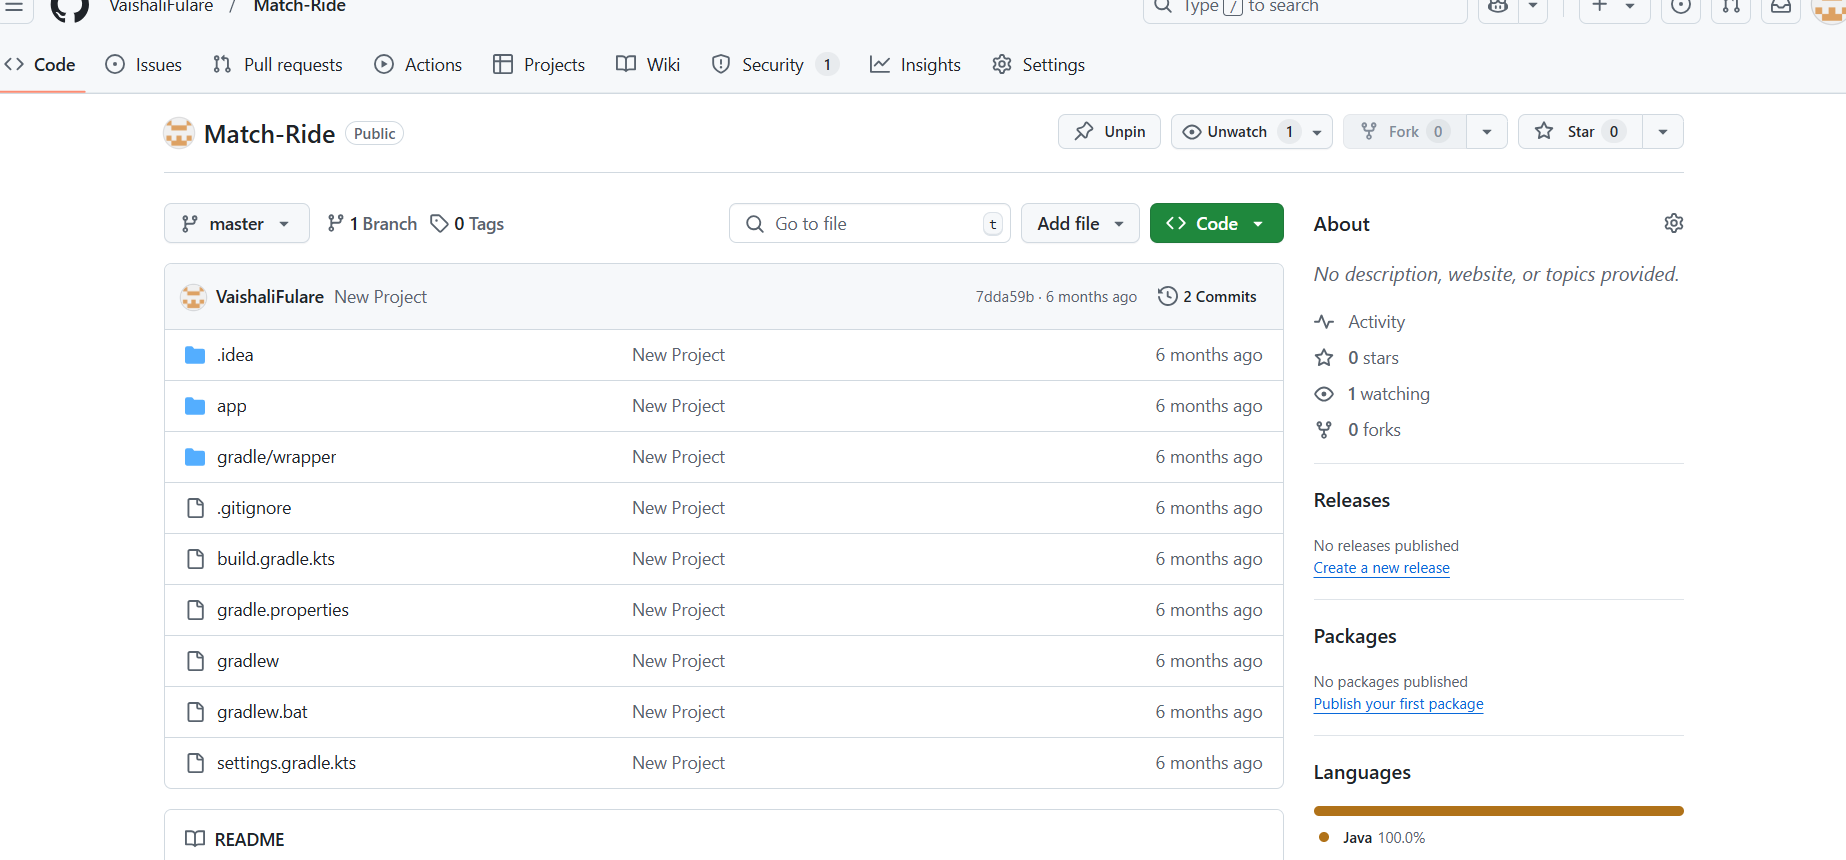 VaishaliFulare / Match-Ride
Type / to search
Code Issues Pull requests Actions Projects Wiki Security 1 Insights Settings
Match-Ride Public
Unpin Unwatch 1 Fork 0 Star 0
master 1 Branch 0 Tags
Go to file t Add file Code
VaishaliFulare New Project 7dda59b · 6 months ago 2 Commits
.idea New Project 6 months ago
app New Project 6 months ago
gradle/wrapper New Project 6 months ago
.gitignore New Project 6 months ago
build.gradle.kts New Project 6 months ago
gradle.properties New Project 6 months ago
gradlew New Project 6 months ago
gradlew.bat New Project 6 months ago
settings.gradle.kts New Project 6 months ago
README
About
No description, website, or topics provided.
Activity
0 stars
1 watching
0 forks
Releases
No releases published
Create a new release
Packages
No packages published
Publish your first package
Languages
Java 100.0%